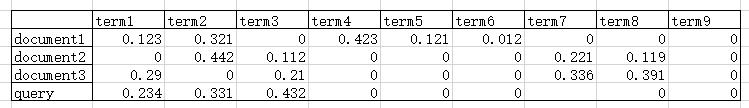 term1 term2 term3 term4 term5 term6 term7 term8 term9
document1 0.123 0.321 0 0.423 0.121 0.012 0 0 0
document2 0 0.442 0.112 0 0 0 0.221 0.119 0
document3 0.29 0 0.21 0 0 0 0.336 0.391 0
query 0.234 0.331 0.432 0 0 0 0 0 0